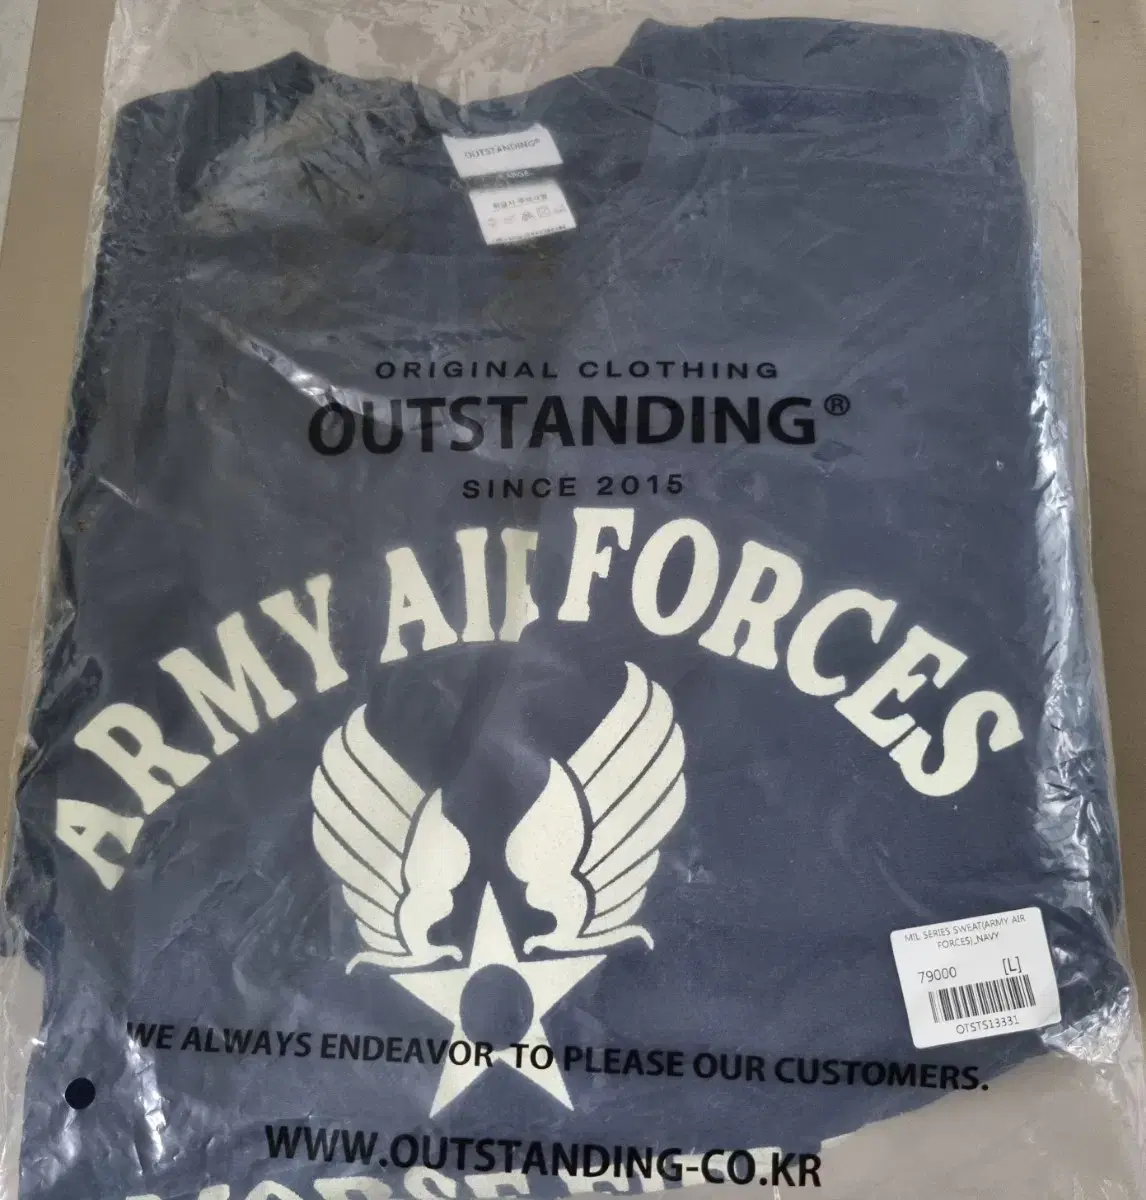 OUTSTANDING®
ORIGINAL CLOTHING
OUTSTANDING®
SINCE 2015
ARMY AIR FORCES
MIL SERIES SWEAT(ARMY AIR
FORCES)_NAVY
79000 [L]
OTSTS13331
WE ALWAYS ENDEAVOR TO PLEASE OUR CUSTOMERS.
WWW.OUTSTANDING-CO.KR